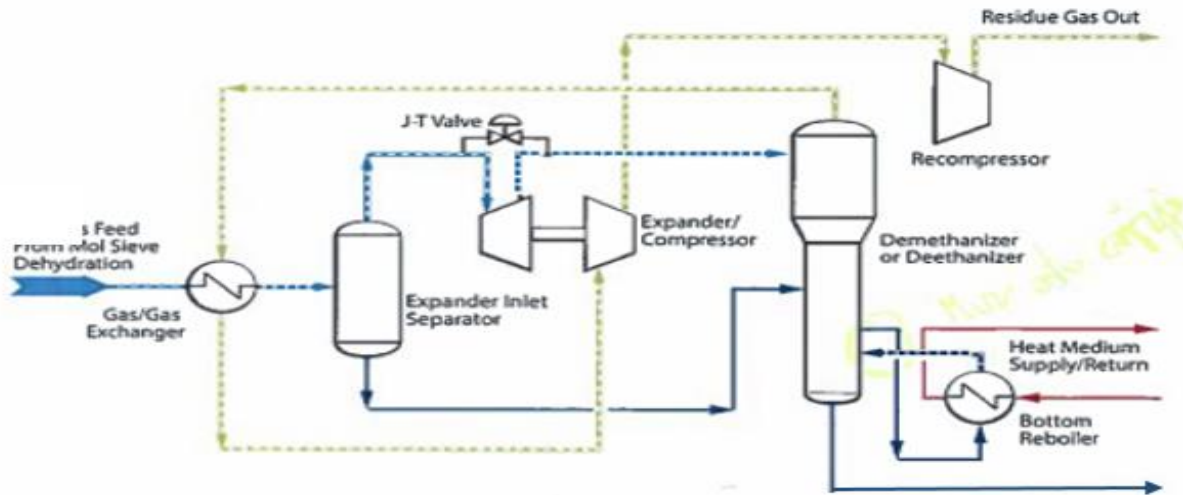 Residue Gas Out
J-T Valve
Recompressor
Expander/
Compressor
Feed
From Mol Sieve
Dehydration
Demethanizer
or Deethanizer
Expander Inlet
Separator
Gas/Gas
Exchanger
Heat Medium
Supply/Return
Bottom
Reboiler